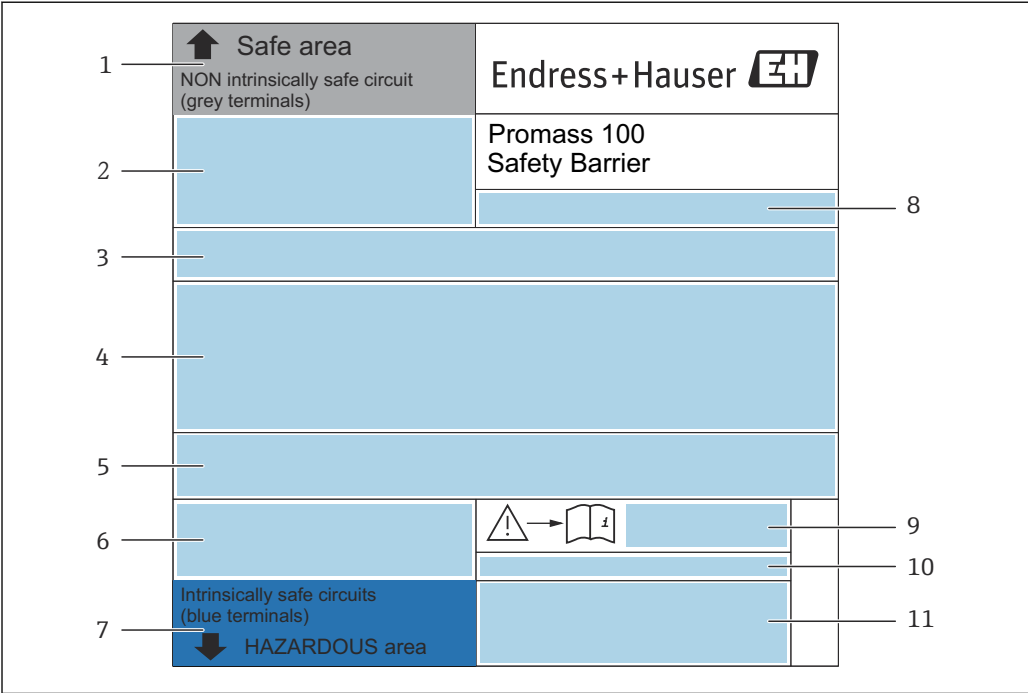 1
Safe area
NON intrinsically safe circuit
(grey terminals)
Endress+Hauser EH
Promass 100
Safety Barrier
2
8
3
4
5
6
i
9
10
Intrinsically safe circuits
(blue terminals)
7
HAZARDOUS area
11